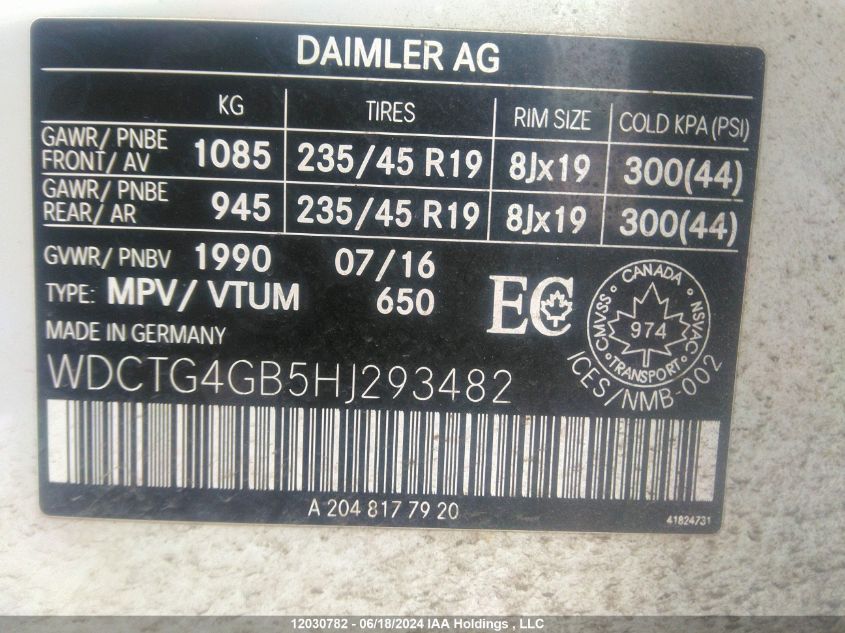 DAIMLER AG
KG TIRES RIM SIZE COLD KPA (PSI)
GAWR/ PNBE
FRONT/ AV 1085 235/45 R19 8Jx19 300(44)
GAWR/ PNBE
REAR/ AR 945 235/45 R19 8Jx19 300(44)
GVWR/ PNBV 1990 07/16
TYPE: MPV/ VTUM 650
EC
CANADA
CMVSS 974 NSVAC
TRANSPORT
ICES/NMB-002
MADE IN GERMANY
WDCTG4GB5HJ293482
A 204 817 79 20
41824731
12030782 - 06/18/2024 IAA Holdings , LLC